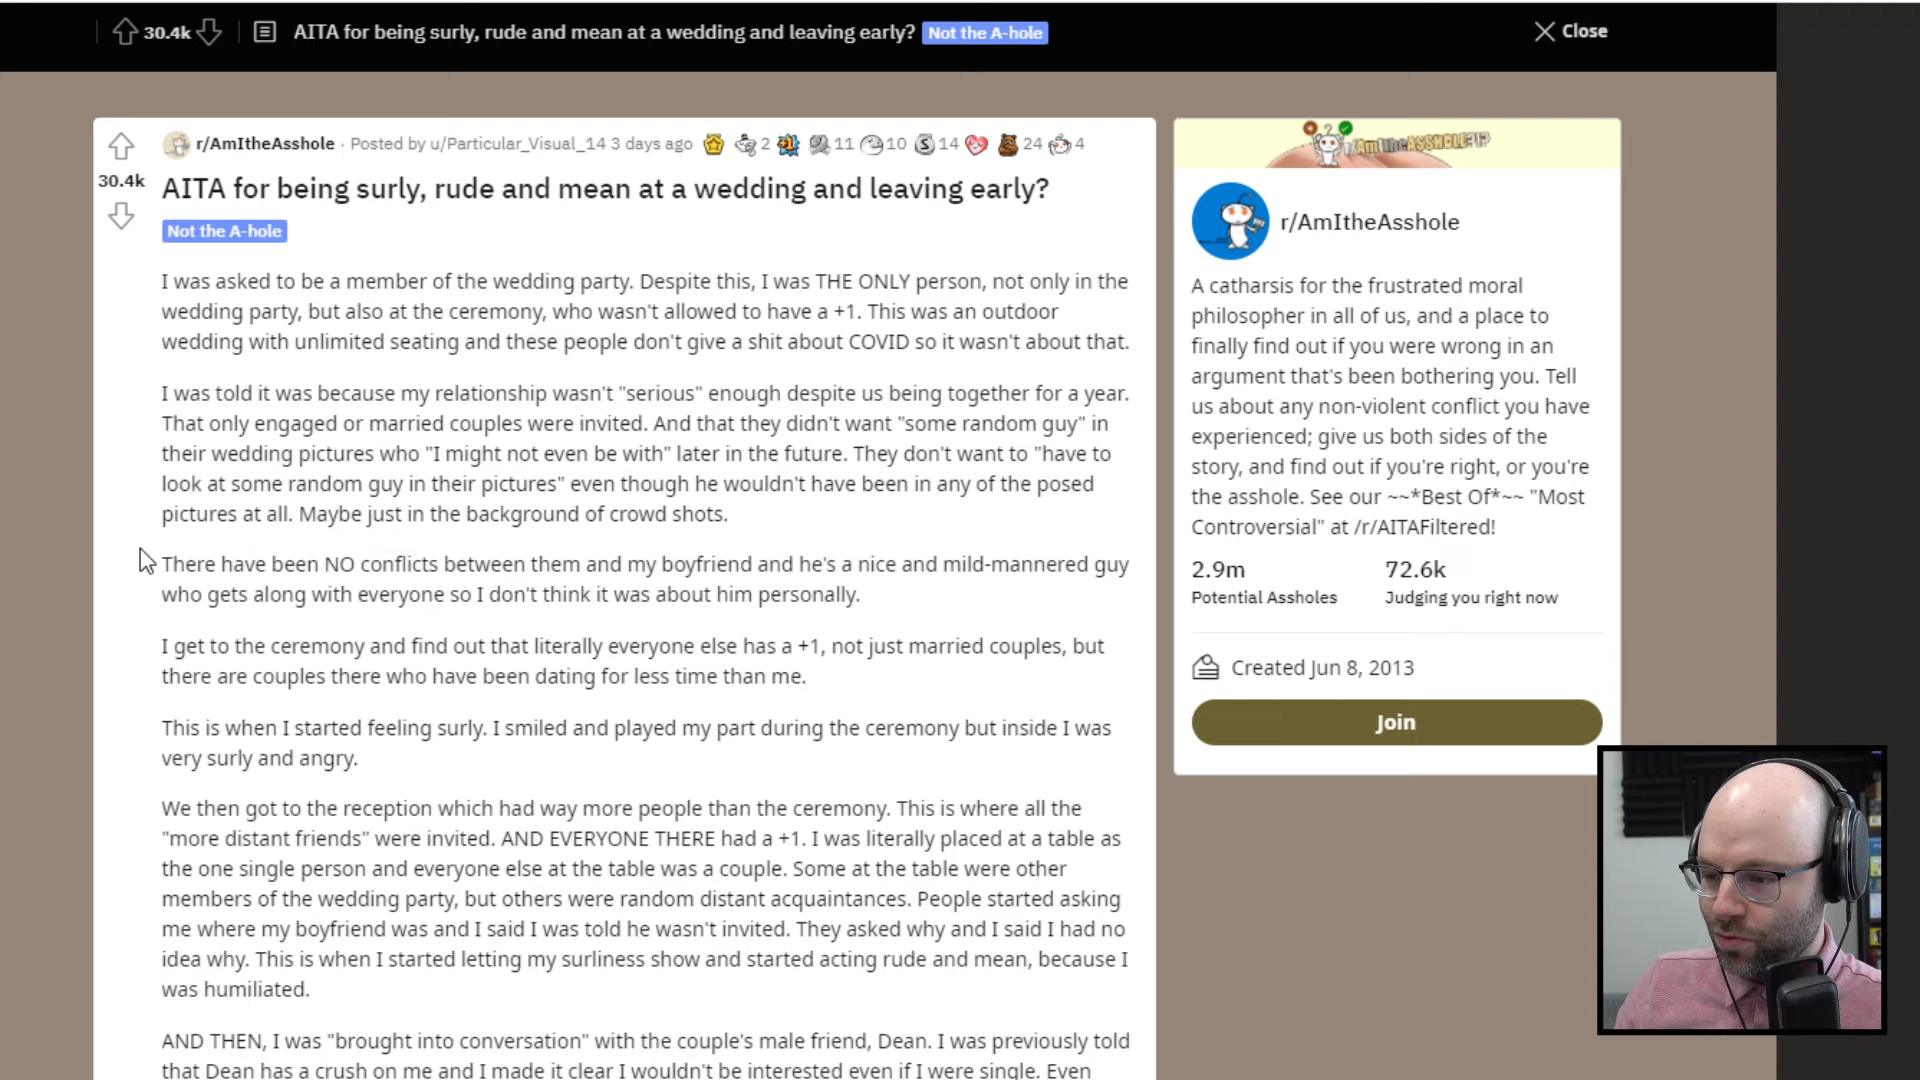 30.4k AITA for being surly, rude and mean at a wedding and leaving early? Not the A-hole Close
r/AmItheAsshole · Posted by u/Particular_Visual_14 3 days ago 2 11 10 14 24 4
30.4k
AITA for being surly, rude and mean at a wedding and leaving early?
Not the A-hole
I was asked to be a member of the wedding party. Despite this, I was THE ONLY person, not only in the
wedding party, but also at the ceremony, who wasn't allowed to have a +1. This was an outdoor
wedding with unlimited seating and these people don't give a shit about COVID so it wasn't about that.
I was told it was because my relationship wasn't "serious" enough despite us being together for a year.
That only engaged or married couples were invited. And that they didn't want "some random guy" in
their wedding pictures who "I might not even be with" later in the future. They don't want to "have to
look at some random guy in their pictures" even though he wouldn't have been in any of the posed
pictures at all. Maybe just in the background of crowd shots.
There have been NO conflicts between them and my boyfriend and he's a nice and mild-mannered guy
who gets along with everyone so I don't think it was about him personally.
I get to the ceremony and find out that literally everyone else has a +1, not just married couples, but
there are couples there who have been dating for less time than me.
This is when I started feeling surly. I smiled and played my part during the ceremony but inside I was
very surly and angry.
We then got to the reception which had way more people than the ceremony. This is where all the
"more distant friends" were invited. AND EVERYONE THERE had a +1. I was literally placed at a table as
the one single person and everyone else at the table was a couple. Some at the table were other
members of the wedding party, but others were random distant acquaintances. People started asking
me where my boyfriend was and I said I was told he wasn't invited. They asked why and I said I had no
idea why. This is when I started letting my surliness show and started acting rude and mean, because I
was humiliated.
AND THEN, I was "brought into conversation" with the couple's male friend, Dean. I was previously told
that Dean has a crush on me and I made it clear I wouldn't be interested even if I were single. Even
r/AmItheASSHOLE?!?
r/AmItheAsshole
A catharsis for the frustrated moral
philosopher in all of us, and a place to
finally find out if you were wrong in an
argument that's been bothering you. Tell
us about any non-violent conflict you have
experienced; give us both sides of the
story, and find out if you're right, or you're
the asshole. See our ~~*Best Of*~~ "Most
Controversial" at /r/AITAFiltered!
2.9m 72.6k
Potential Assholes Judging you right now
Created Jun 8, 2013
Join